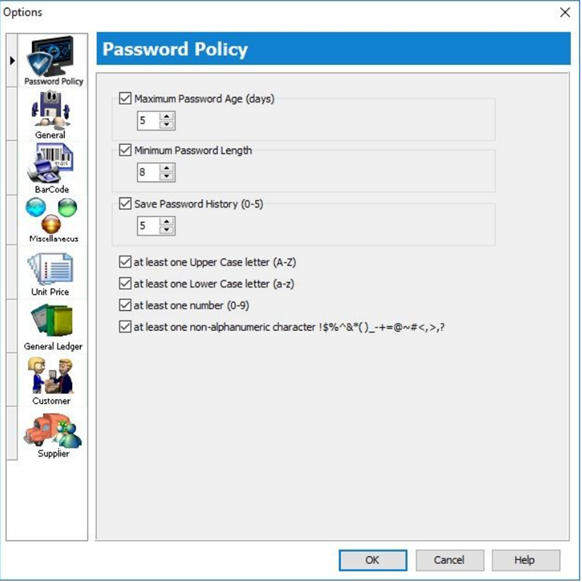 Options
Password Policy
General
BarCode
Miscellaneous
Unit Price
General Ledger
Customer
Supplier
Password Policy
Maximum Password Age (days)
5
Minimum Password Length
8
Save Password History (0-5)
5
at least one Upper Case letter (A-Z)
at least one Lower Case letter (a-z)
at least one number (0-9)
at least one non-alphanumeric character !$%^&*()_-+=@~#<,>,?
OK
Cancel
Help